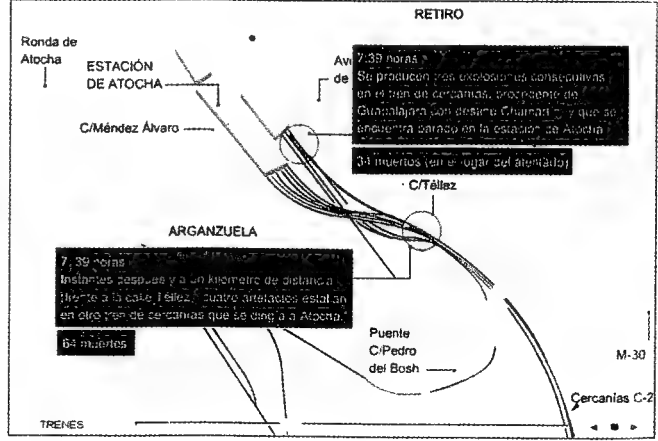 RETIRO
Ronda de
Atocha
ESTACIÓN
DE ATOCHA
C/Méndez Álvaro
de
7:39 horas
Se producen tres explosiones consecutivas
en el tren de cercamias, procedente de
Guadalajara con destino Chamartín y que se
encuentra parado en la estación de Atocha
34 muertos (en el lugar del atentado)
C/Téllez
ARGANZUELA
7:39 horas
Instantes después y a un kilómetro de distancia
(frente a la calle Téllez) cuatro artefactos estallan
en otro tren de cercanías que se dirigía a Atocha.
64 muertos
Puente
C/Pedro
del Bosh
M-30
Cercanías C-2
TRENES